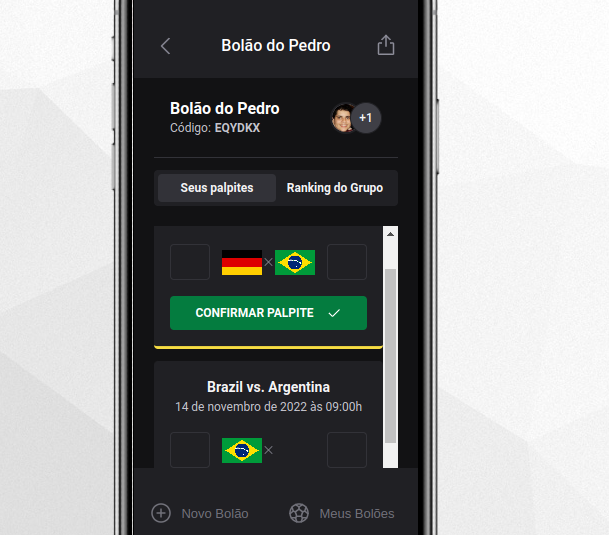 Bolão do Pedro
Bolão do Pedro
Código: EQYDKX
+1
Seus palpites
Ranking do Grupo
×
CONFIRMAR PALPITE
Brazil vs. Argentina
14 de novembro de 2022 às 09:00h
×
Novo Bolão
Meus Bolões